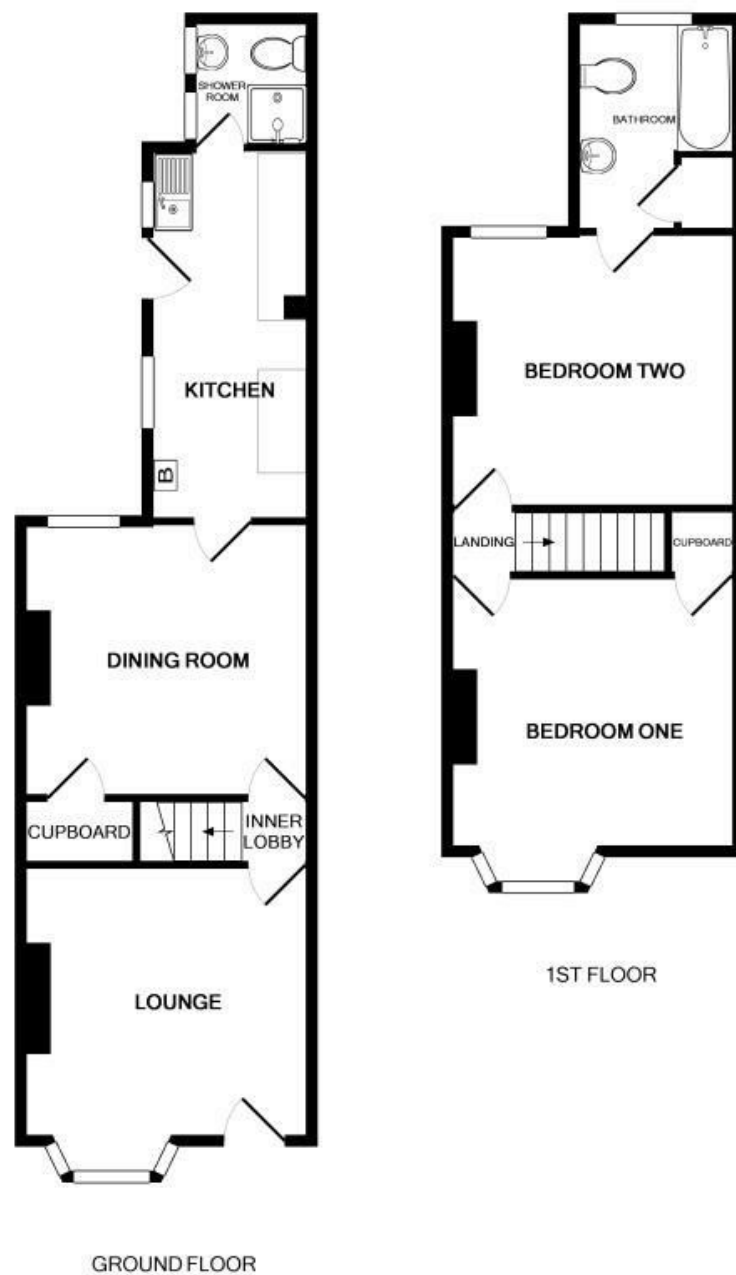 SHOWER
ROOM
KITCHEN
B
DINING ROOM
CUPBOARD
INNER
LOBBY
LOUNGE
GROUND FLOOR
BATHROOM
BEDROOM TWO
LANDING
CUPBOARD
BEDROOM ONE
1ST FLOOR